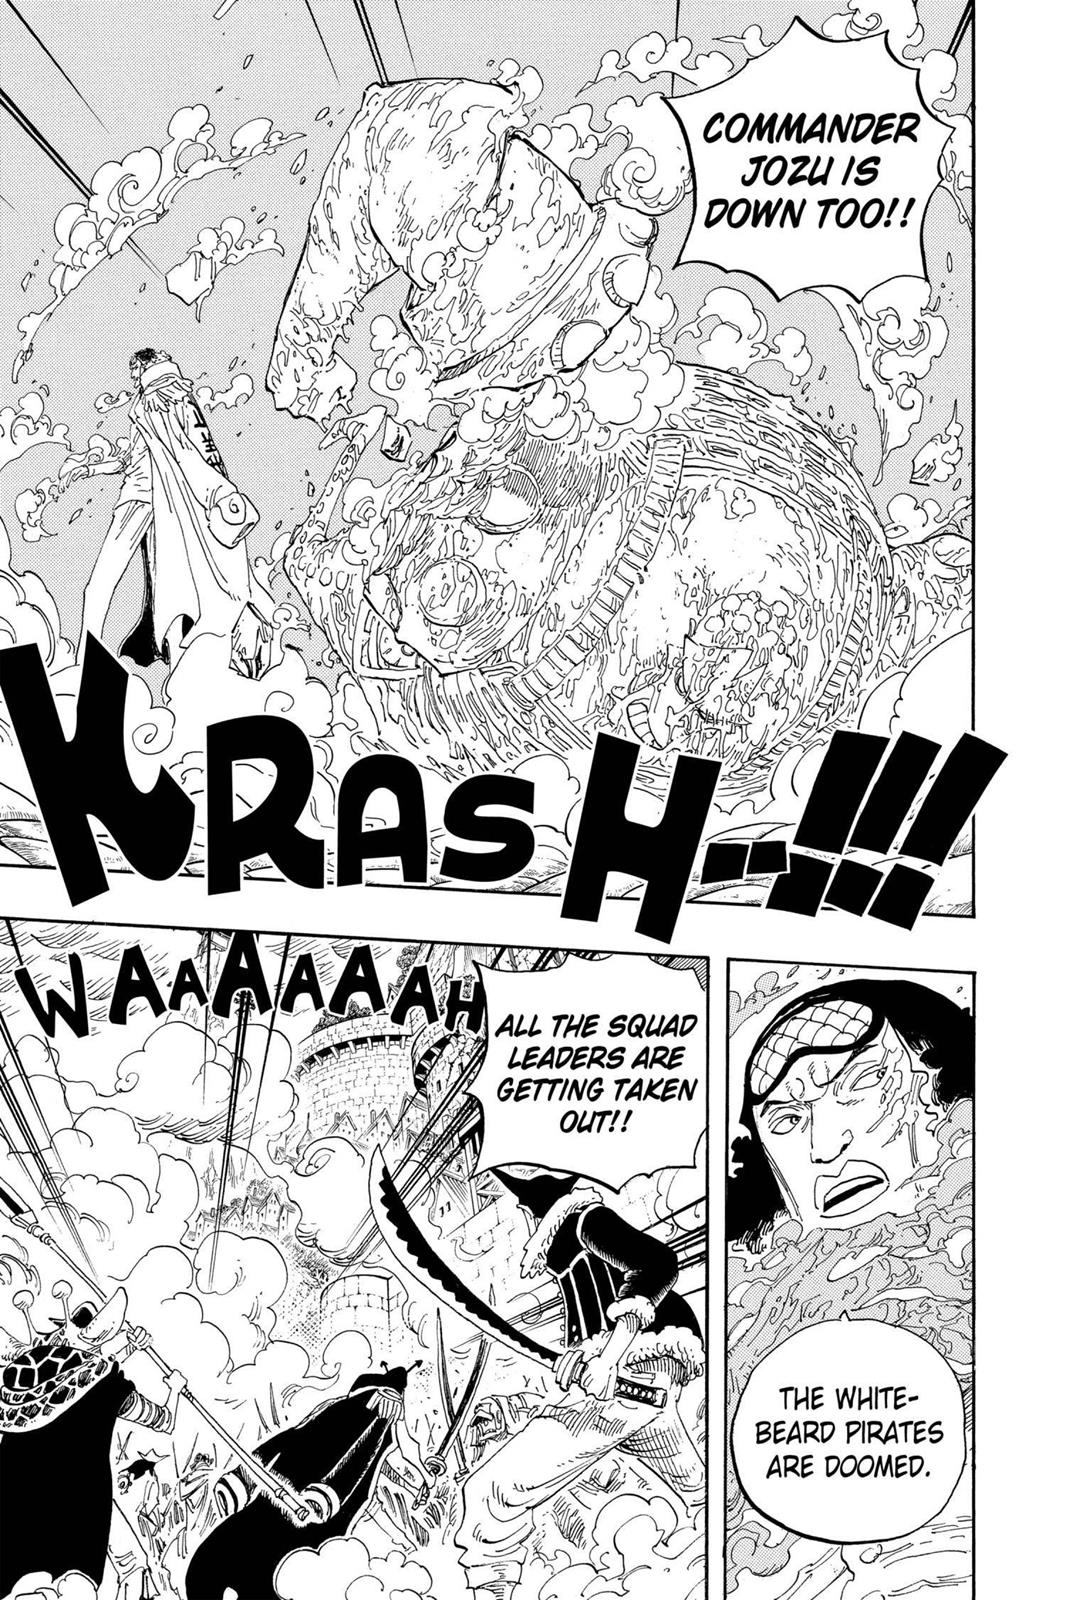 COMMANDER
JOZU IS
DOWN TOO!!
KRASH--!!!
WAAAAAAH
ALL THE SQUAD
LEADERS ARE
GETTING TAKEN
OUT!!
THE WHITE-
BEARD PIRATES
ARE DOOMED.